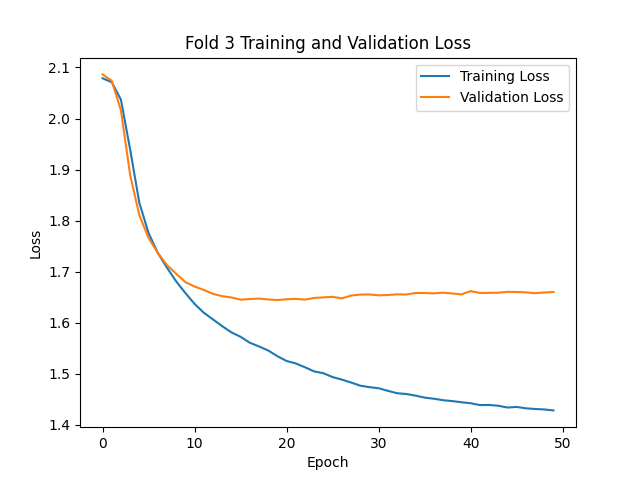 Fold 3 Training and Validation Loss
Training Loss
Validation Loss
Loss
2.1
2.0
1.9
1.8
1.7
1.6
1.5
1.4
0 10 20 30 40 50
Epoch